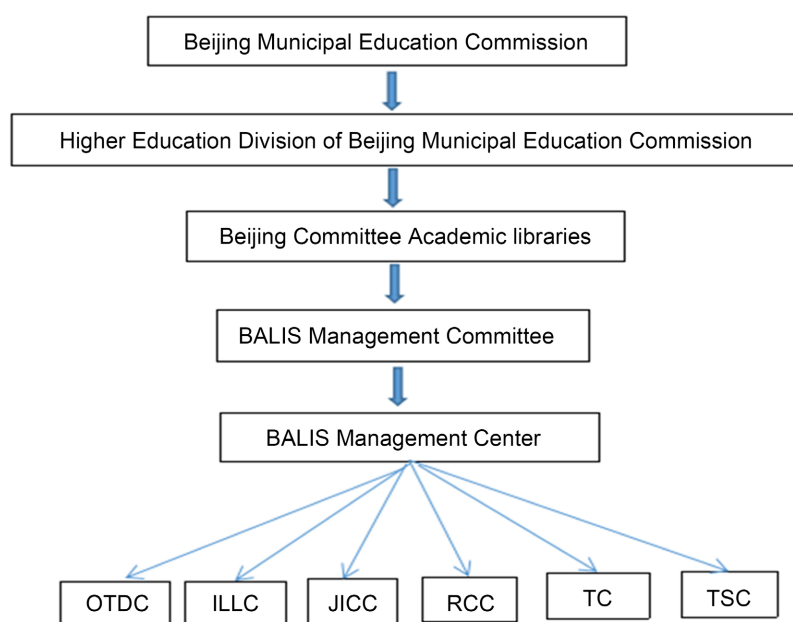 Beijing Municipal Education Commission
Higher Education Division of Beijing Municipal Education Commission
Beijing Committee Academic libraries
BALIS Management Committee
BALIS Management Center
OTDC ILLC JICC RCC TC TSC